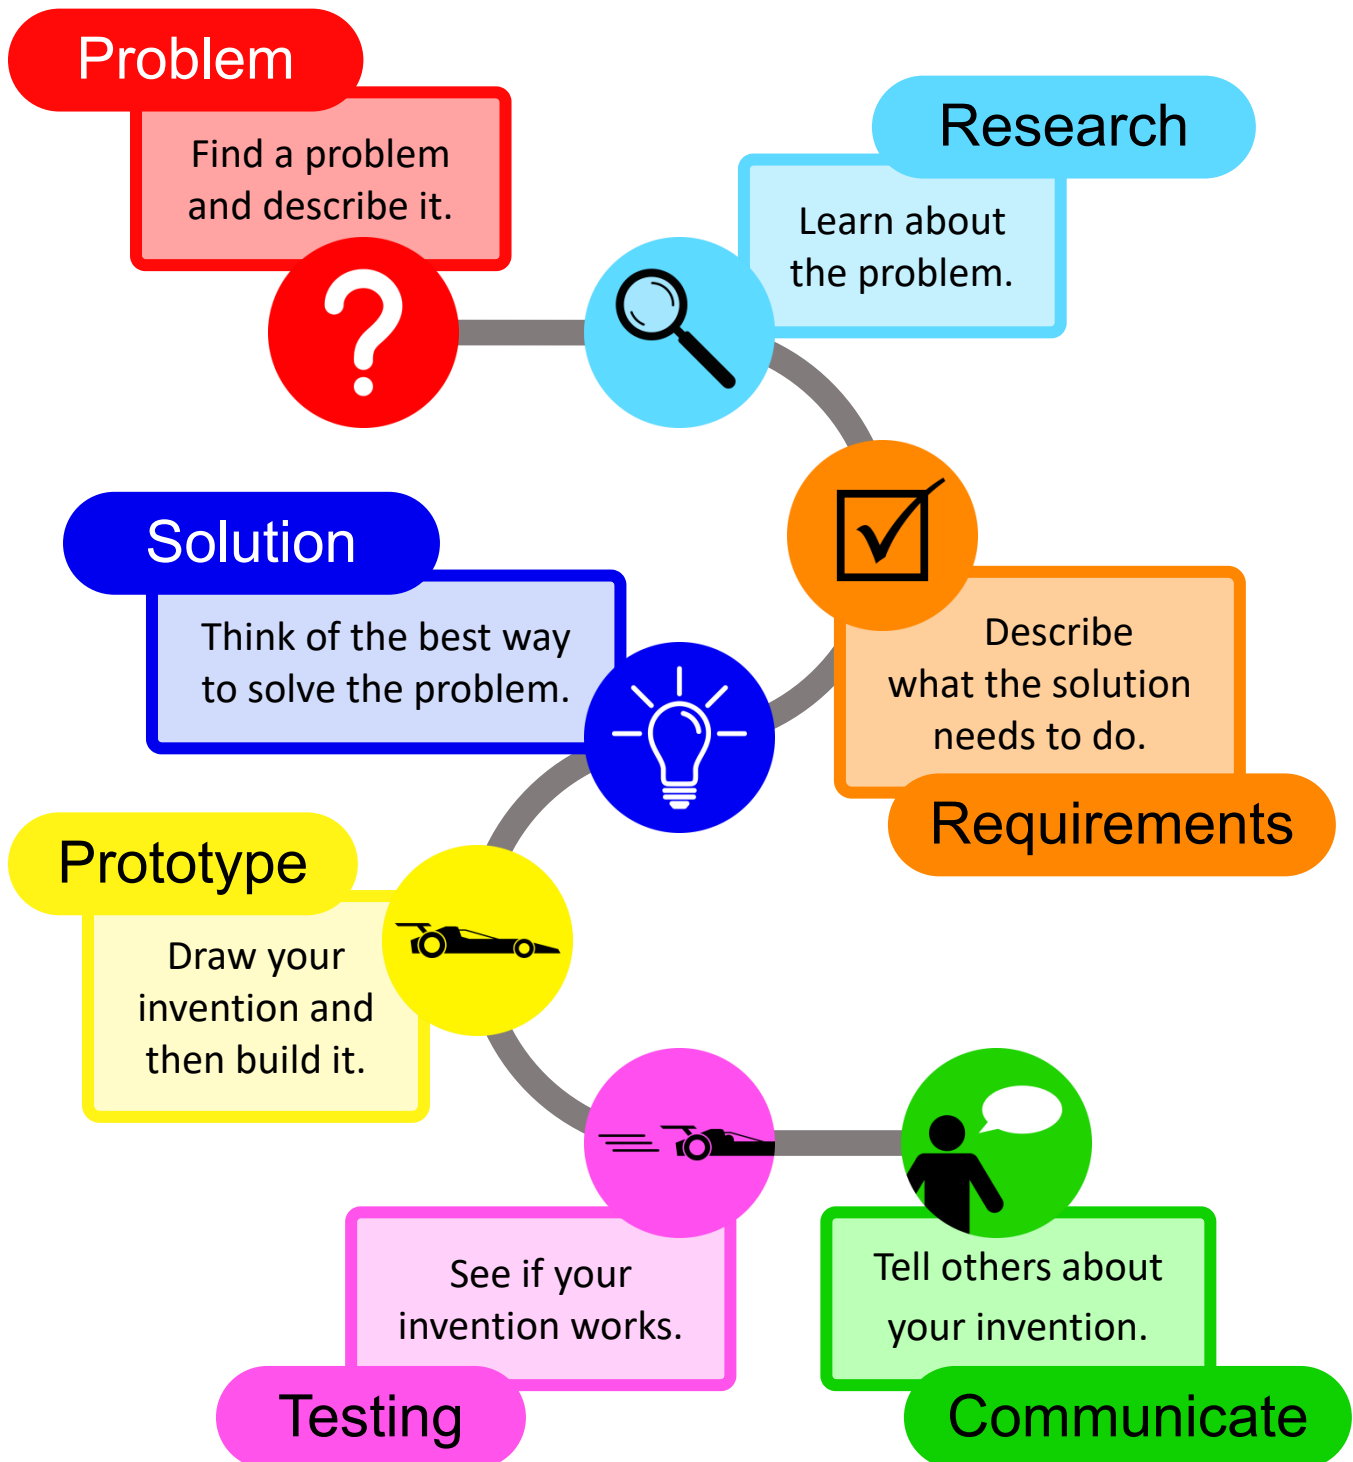 Problem
Find a problem
and describe it.
Research
Learn about
the problem.
Describe
what the solution
needs to do.
Requirements
Solution
Think of the best way
to solve the problem.
Prototype
Draw your
invention and
then build it.
See if your
invention works.
Testing
Tell others about
your invention.
Communicate